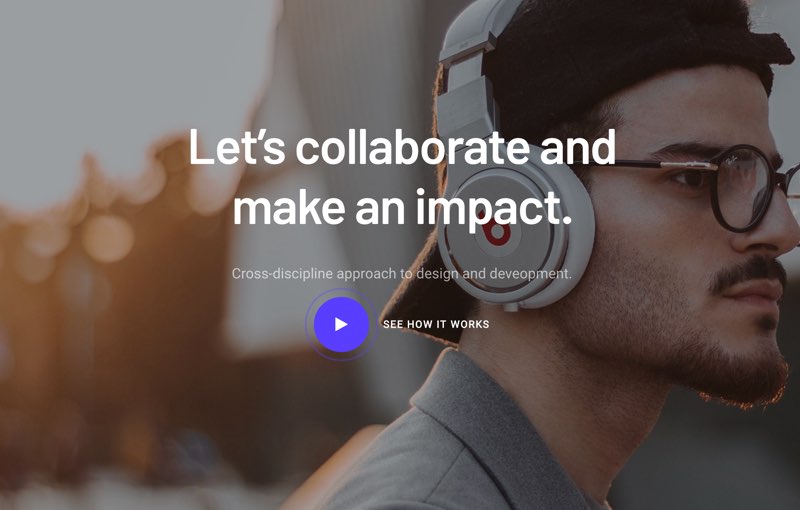 Let’s collaborate and
make an impact.
Cross-discipline approach to design and deveopment.
SEE HOW IT WORKS